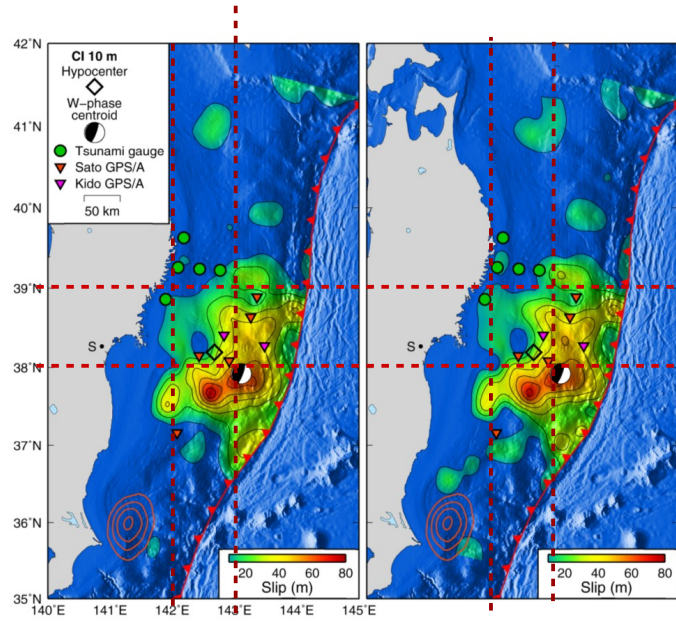 42°N
CI 10 m
Hypocenter
W-phase
centroid
Tsunami gauge
Sato GPS/A
Kido GPS/A
50 km
41°N
40°N
39°N
S
S
38°N
37°N
36°N
20 40 60 80
Slip (m)
20 40 60 80
Slip (m)
35°N
140°E 141°E 142°E 143°E 144°E 145°E